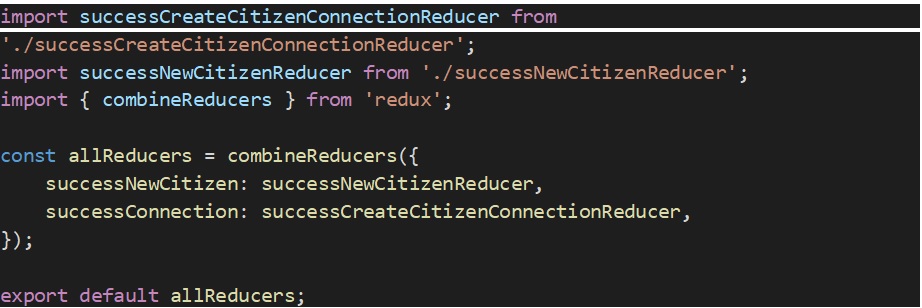 import successCreateCitizenConnectionReducer from
'./successCreateCitizenConnectionReducer';
import successNewCitizenReducer from './successNewCitizenReducer';
import { combineReducers } from 'redux';
const allReducers = combineReducers({
    successNewCitizen: successNewCitizenReducer,
    successConnection: successCreateCitizenConnectionReducer,
});
export default allReducers;